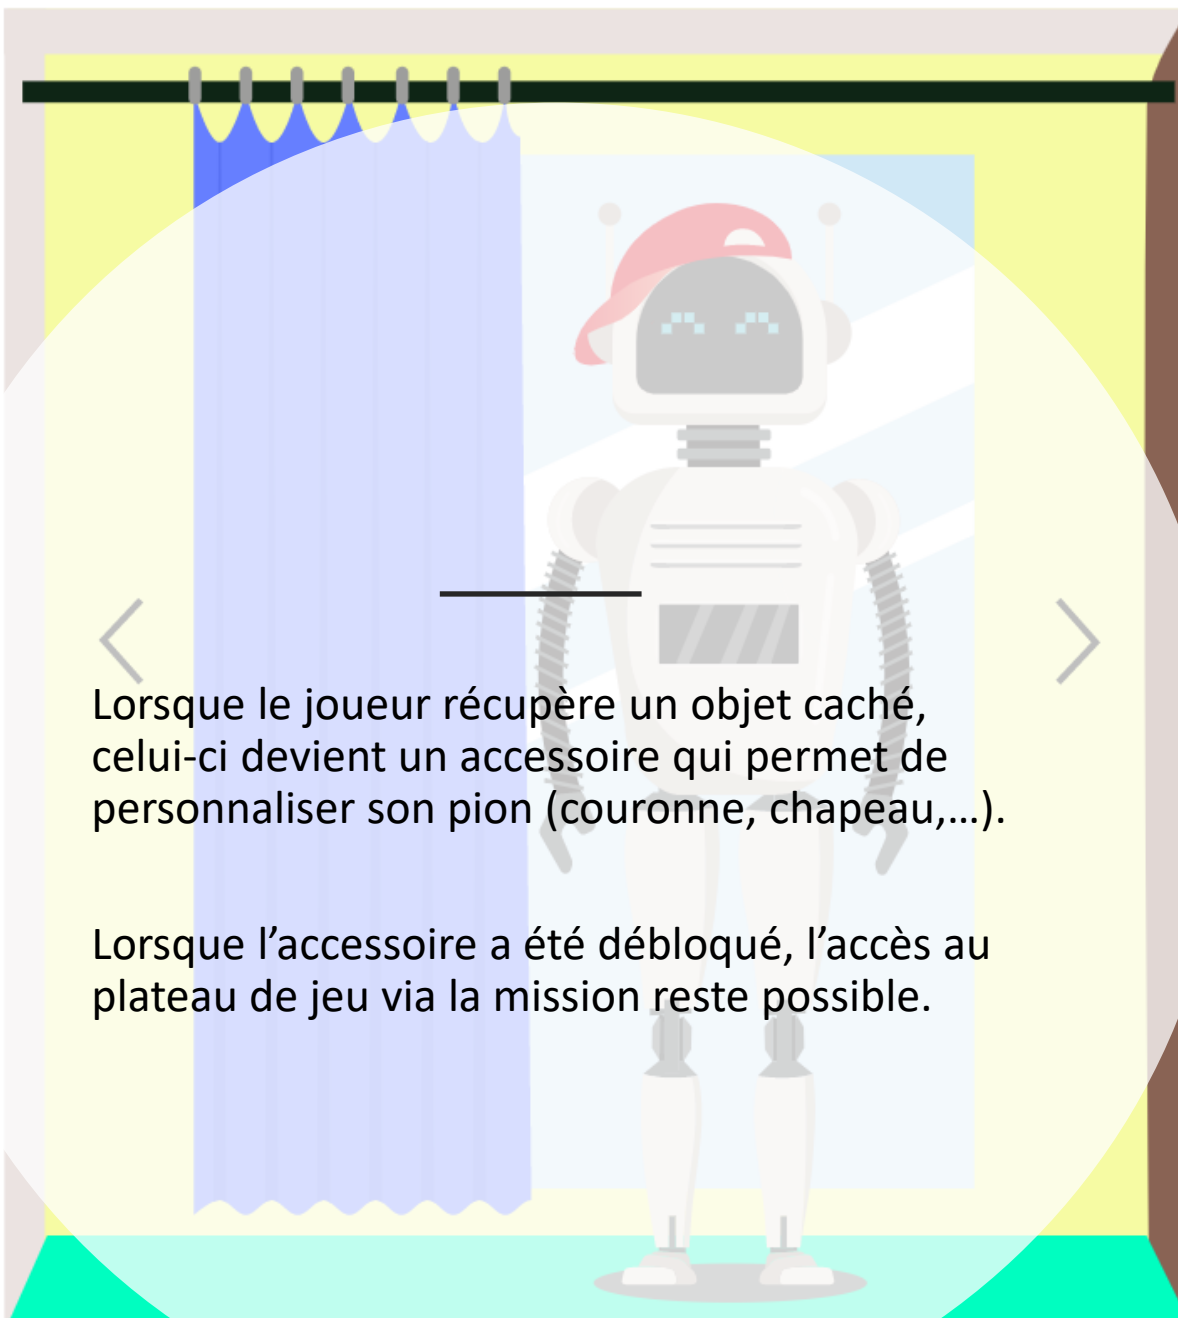 Lorsque le joueur récupère un objet caché,
celui-ci devient un accessoire qui permet de
personnaliser son pion (couronne, chapeau,…).
Lorsque l’accessoire a été débloqué, l’accès au
plateau de jeu via la mission reste possible.